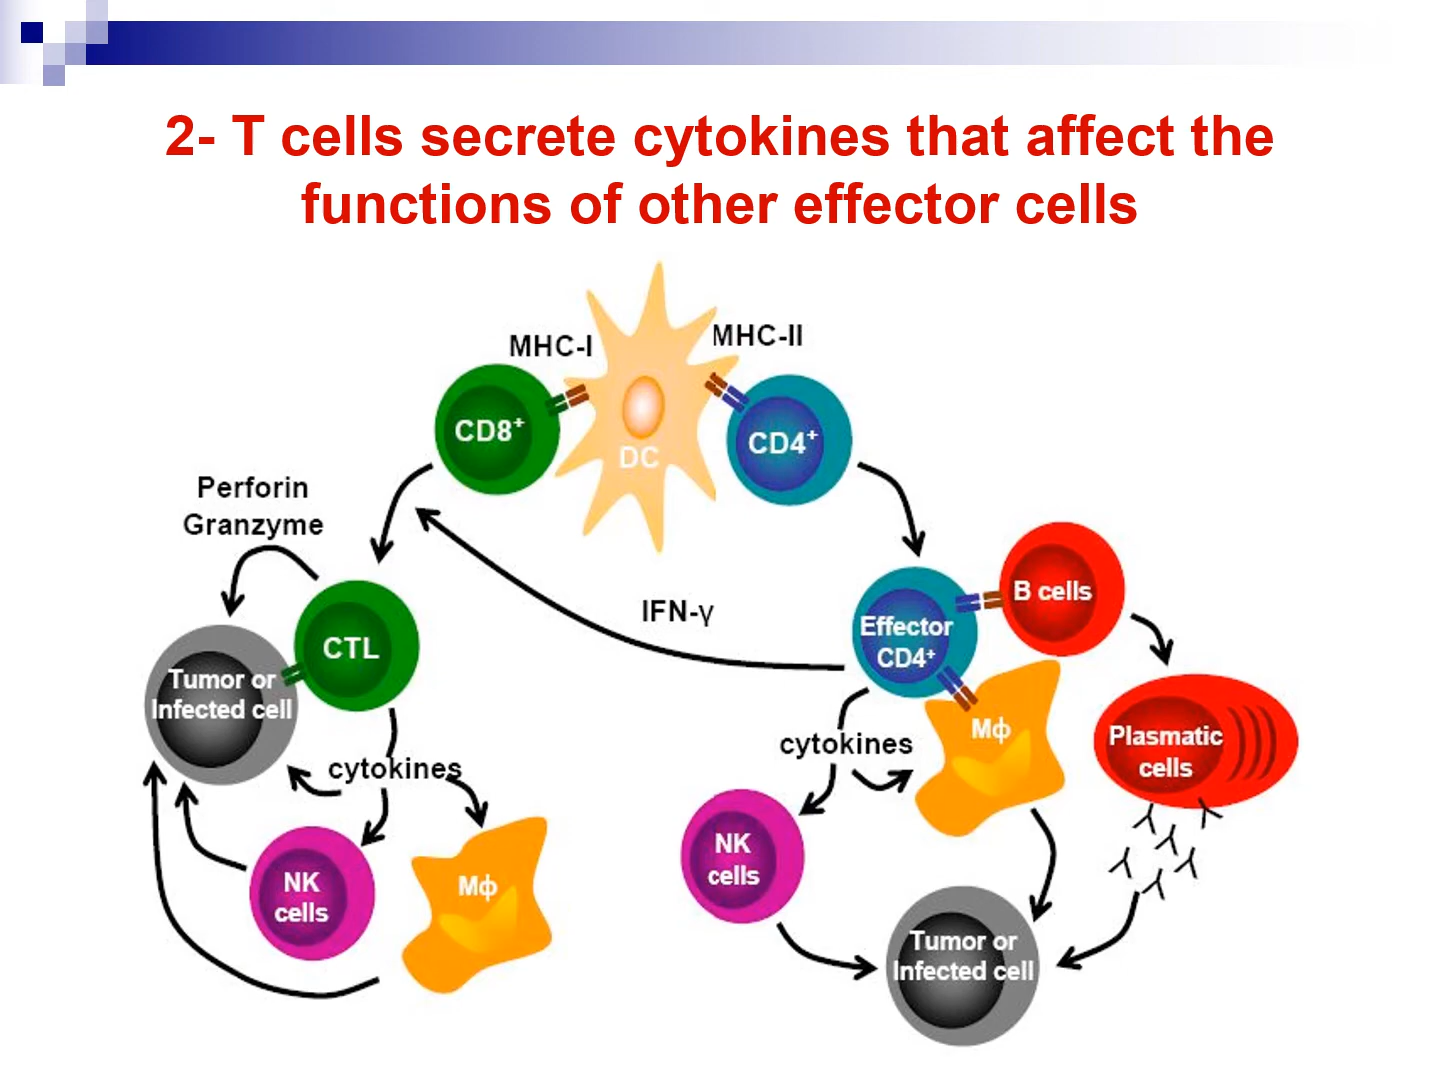 2- T cells secrete cytokines that affect the
functions of other effector cells
MHC-I
MHC-II
CD8+
DC
CD4+
Perforin
Granzyme
IFN-γ
B cells
Effector
CD4+
CTL
Tumor or
Infected cell
cytokines
NK
cells
Mϕ
cytokines
Mϕ
Plasmatic
cells
NK
cells
Tumor or
Infected cell